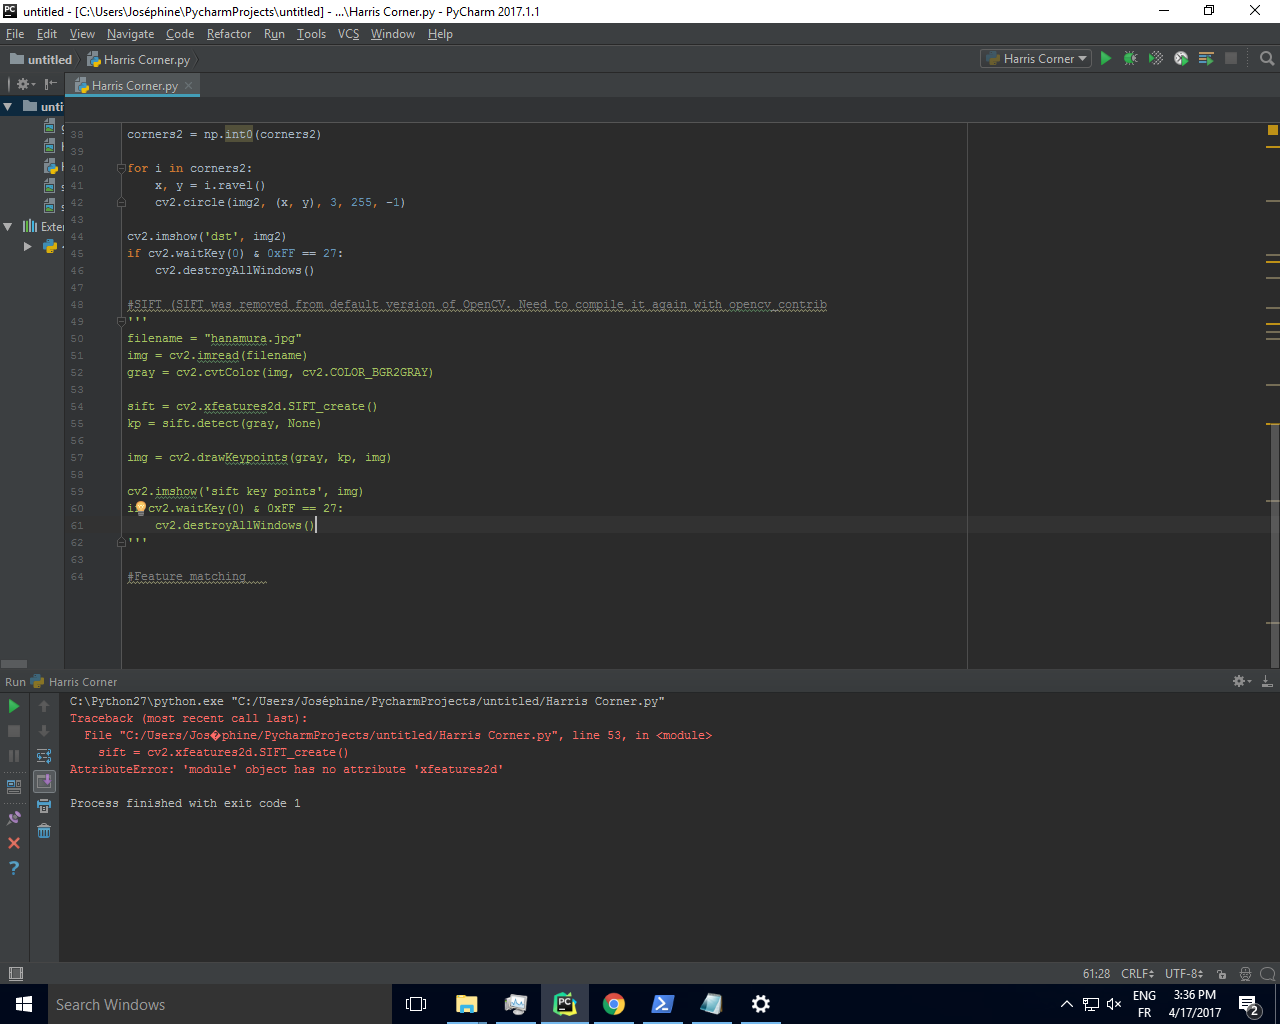 untitled - [C:\Users\Joséphine\PycharmProjects\untitled] - ...\Harris Corner.py - PyCharm 2017.1.1
File Edit View Navigate Code Refactor Run Tools VCS Window Help
untitled Harris Corner.py Harris Corner
Harris Corner.py
unti
Exter
38 corners2 = np.int0(corners2)
39
40 for i in corners2:
41 x, y = i.ravel()
42 cv2.circle(img2, (x, y), 3, 255, -1)
43
44 cv2.imshow('dst', img2)
45 if cv2.waitKey(0) & 0xFF == 27:
46 cv2.destroyAllWindows()
47
48 #SIFT (SIFT was removed from default version of OpenCV. Need to compile it again with opencv_contrib
49 '''
50 filename = "hanamura.jpg"
51 img = cv2.imread(filename)
52 gray = cv2.cvtColor(img, cv2.COLOR_BGR2GRAY)
53
54 sift = cv2.xfeatures2d.SIFT_create()
55 kp = sift.detect(gray, None)
56
57 img = cv2.drawKeypoints(gray, kp, img)
58
59 cv2.imshow('sift key points', img)
60 if cv2.waitKey(0) & 0xFF == 27:
61 cv2.destroyAllWindows()
62 '''
63
64 #Feature matching
Run Harris Corner
C:\Python27\python.exe "C:/Users/Joséphine/PycharmProjects/untitled/Harris Corner.py"
Traceback (most recent call last):
File "C:/Users/Jos�phine/PycharmProjects/untitled/Harris Corner.py", line 53, in <module>
sift = cv2.xfeatures2d.SIFT_create()
AttributeError: 'module' object has no attribute 'xfeatures2d'
Process finished with exit code 1
61:28 CRLF UTF-8
Search Windows
ENG
FR
3:36 PM
4/17/2017
2